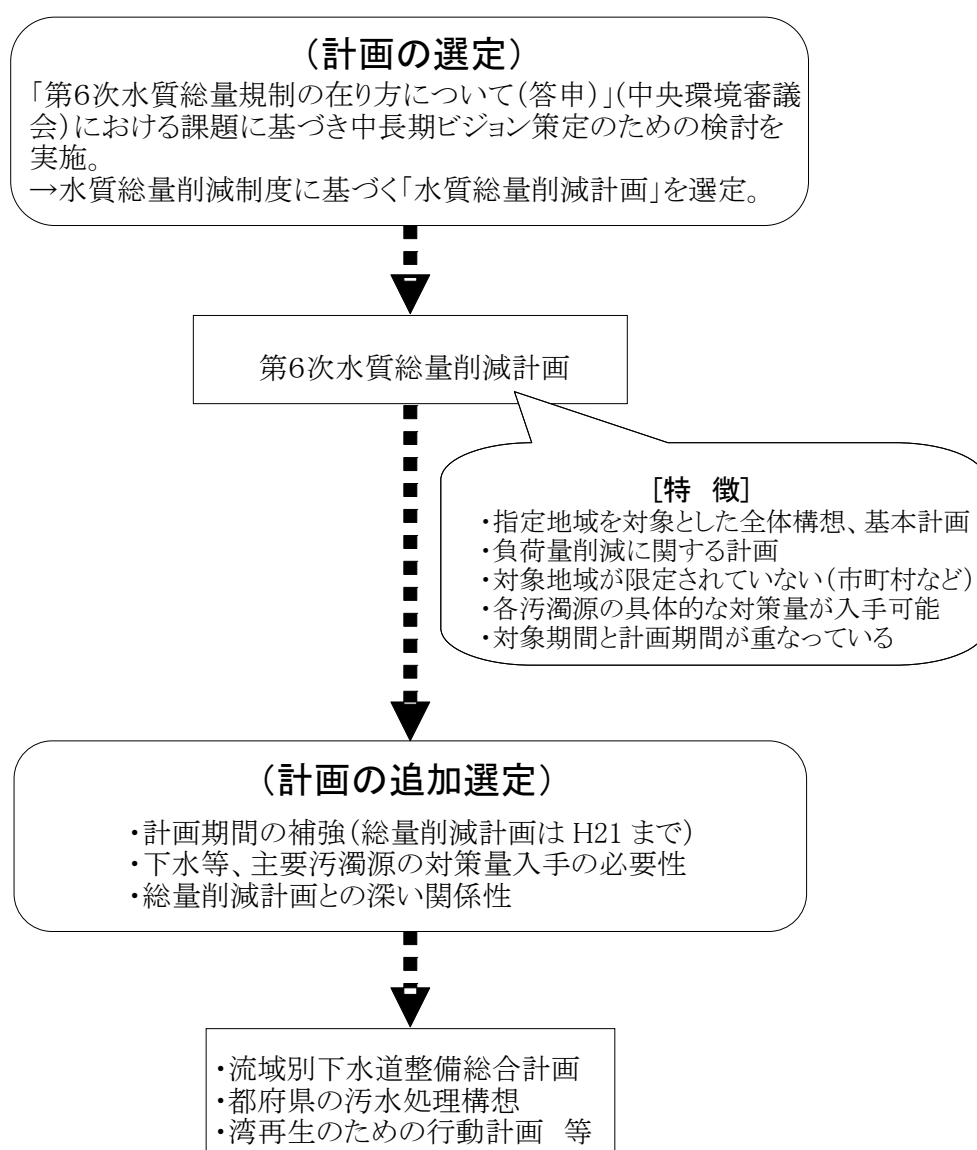 (計画の選定)
「第6次水質総量規制の在り方について(答申)」(中央環境審議
会)における課題に基づき中長期ビジョン策定のための検討を
実施。
→水質総量削減制度に基づく「水質総量削減計画」を選定。
第6次水質総量削減計画
[特 徴]
・指定地域を対象とした全体構想、基本計画
・負荷量削減に関する計画
・対象地域が限定されていない(市町村など)
・各汚濁源の具体的な対策量が入手可能
・対象期間と計画期間が重なっている
(計画の追加選定)
・計画期間の補強(総量削減計画は H21 まで)
・下水等、主要汚濁源の対策量入手の必要性
・総量削減計画との深い関係性
・流域別下水道整備総合計画
・都府県の汚水処理構想
・湾再生のための行動計画 等